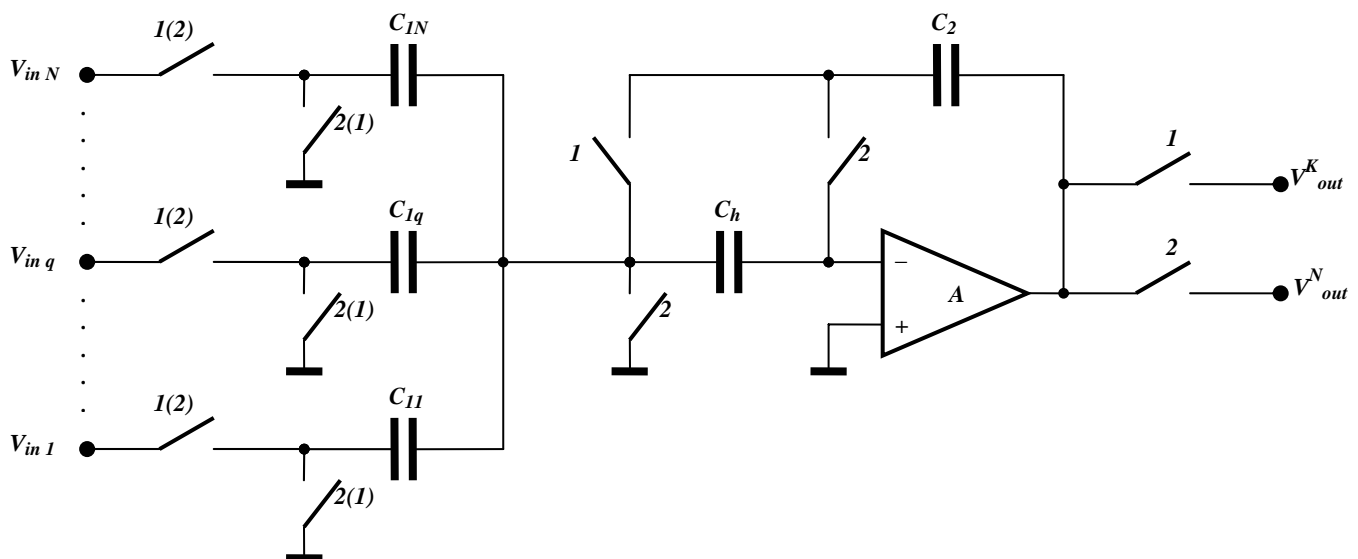 1(2)
C1N
C2
Vin N
2(1)
1
2
1
VKout
1(2)
C1q
Ch
Vin q
2
VNout
2(1)
2
−
A
+
1(2)
C11
Vin 1
2(1)